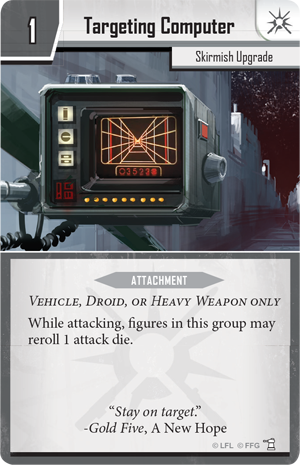 1
Targeting Computer
Skirmish Upgrade
ATTACHMENT
VEHICLE, DROID, OR HEAVY WEAPON ONLY
While attacking, figures in this group may
reroll 1 attack die.
“Stay on target.”
-Gold Five, A New Hope
© LFL © FFG